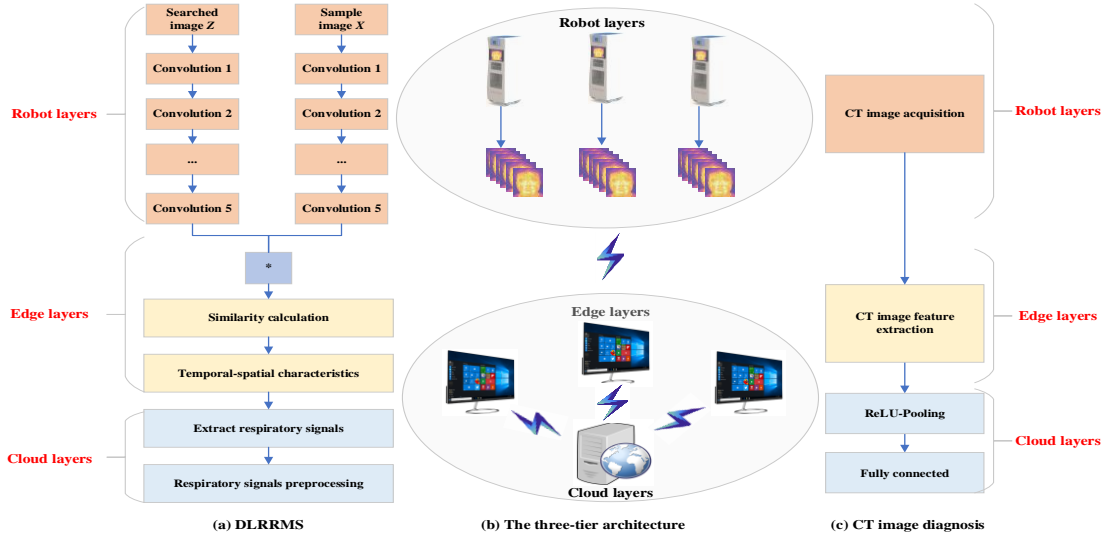 Searched
image Z
Sample
image X
Convolution 1
Convolution 1
Convolution 2
Convolution 2
...
...
Convolution 5
Convolution 5
Robot layers
*
Similarity calculation
Temporal-spatial characteristics
Edge layers
Extract respiratory signals
Respiratory signals preprocessing
Cloud layers
(a) DLRRMS
Robot layers
Edge layers
Cloud layers
(b) The three-tier architecture
CT image acquisition
Robot layers
CT image feature
extraction
Edge layers
ReLU-Pooling
Fully connected
Cloud layers
(c) CT image diagnosis